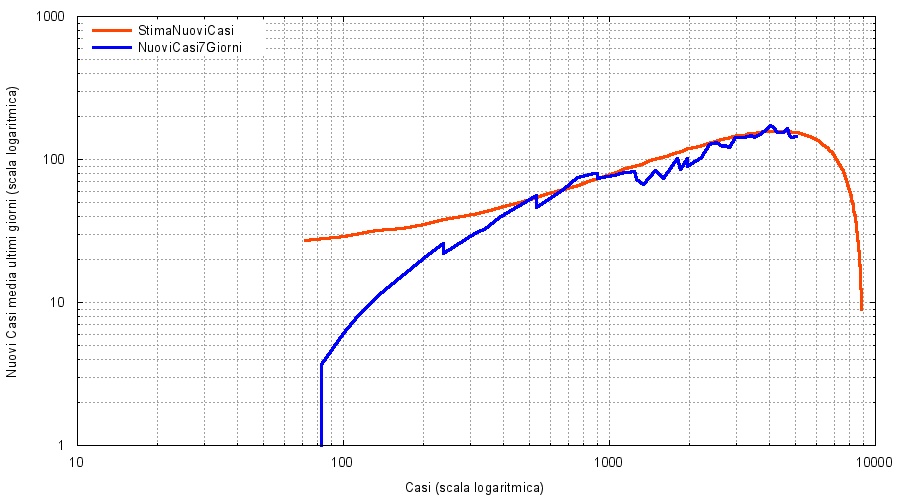 1000
StimaNuoviCasi
NuoviCasi7Giorni
100
10
1
10
100
1000
10000
Nuovi Casi media ultimi giorni (scala logaritmica)
Casi (scala logaritmica)